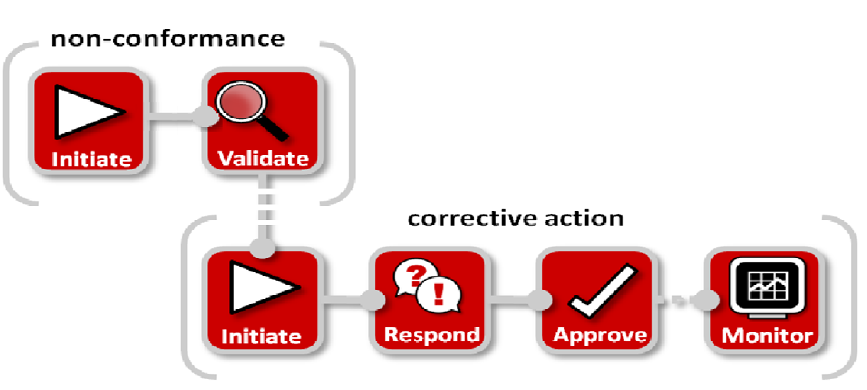 non-conformance
Initiate
Validate
corrective action
Initiate
?
!
Respond
Approve
Monitor